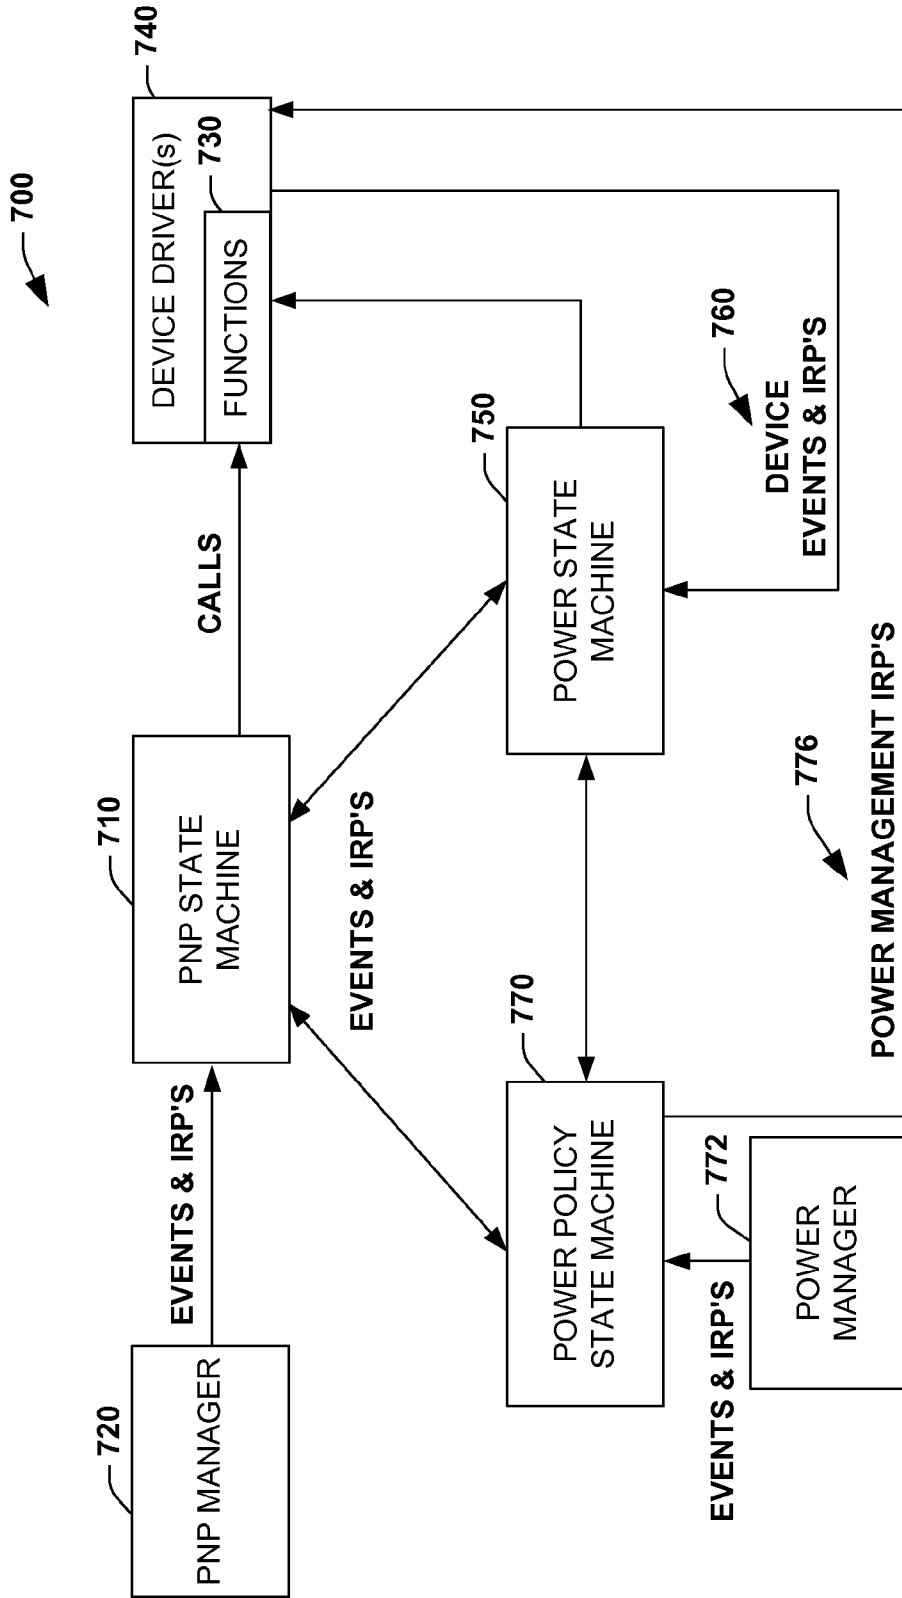 700
720
PNP MANAGER
EVENTS & IRP'S
710
PNP STATE
MACHINE
CALLS
740
DEVICE DRIVER(s)
730
FUNCTIONS
EVENTS & IRP'S
770
POWER POLICY
STATE MACHINE
750
POWER STATE
MACHINE
760
DEVICE
EVENTS & IRP'S
EVENTS & IRP'S
772
POWER
MANAGER
776
POWER MANAGEMENT IRP'S